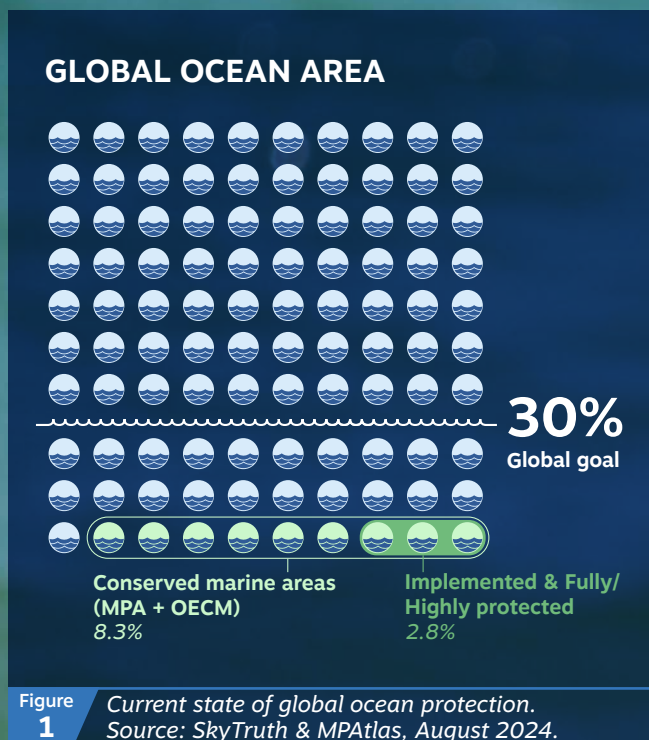 GLOBAL OCEAN AREA
30%
Global goal
Conserved marine areas
(MPA + OECM)
8.3%
Implemented & Fully/
Highly protected
2.8%
Figure
1
Current state of global ocean protection.
Source: SkyTruth & MPAtlas, August 2024.